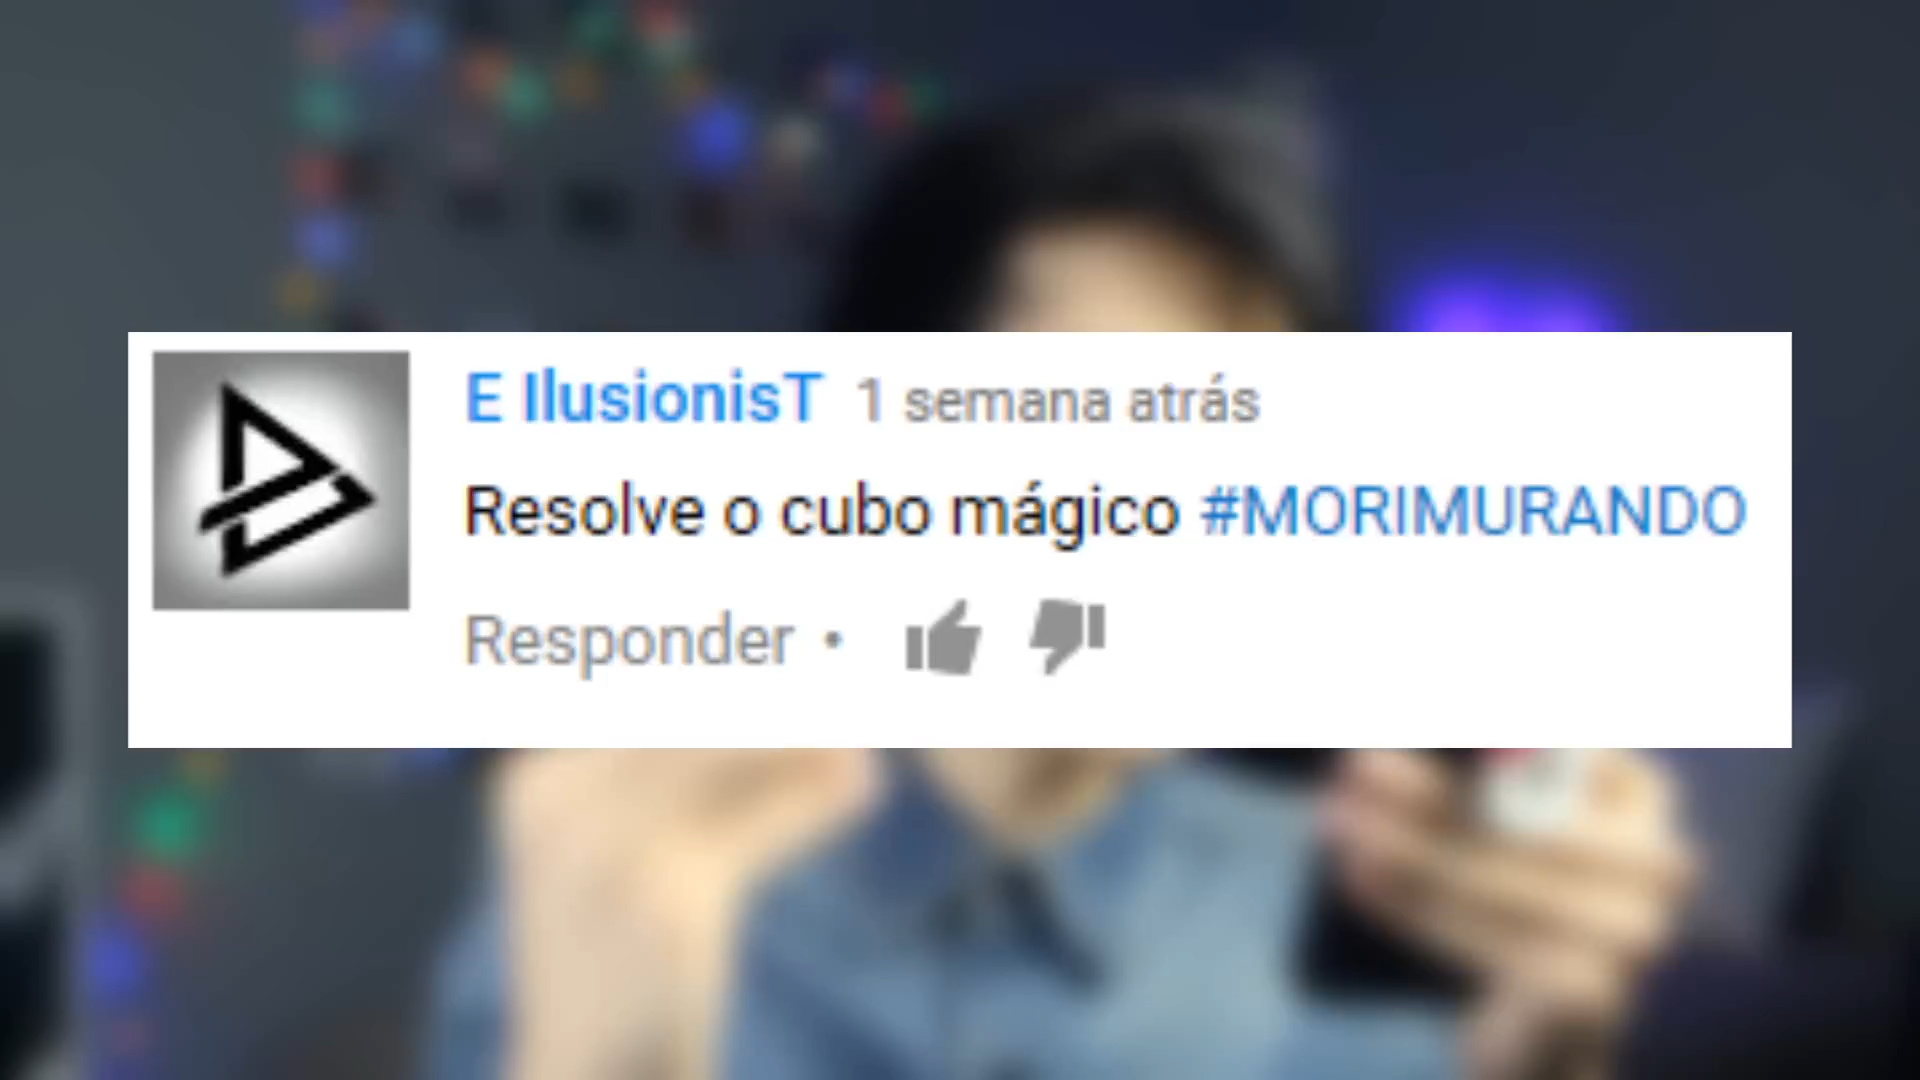 E IlusionisT 1 semana atrás
Resolve o cubo mágico #MORIMURANDO
Responder •